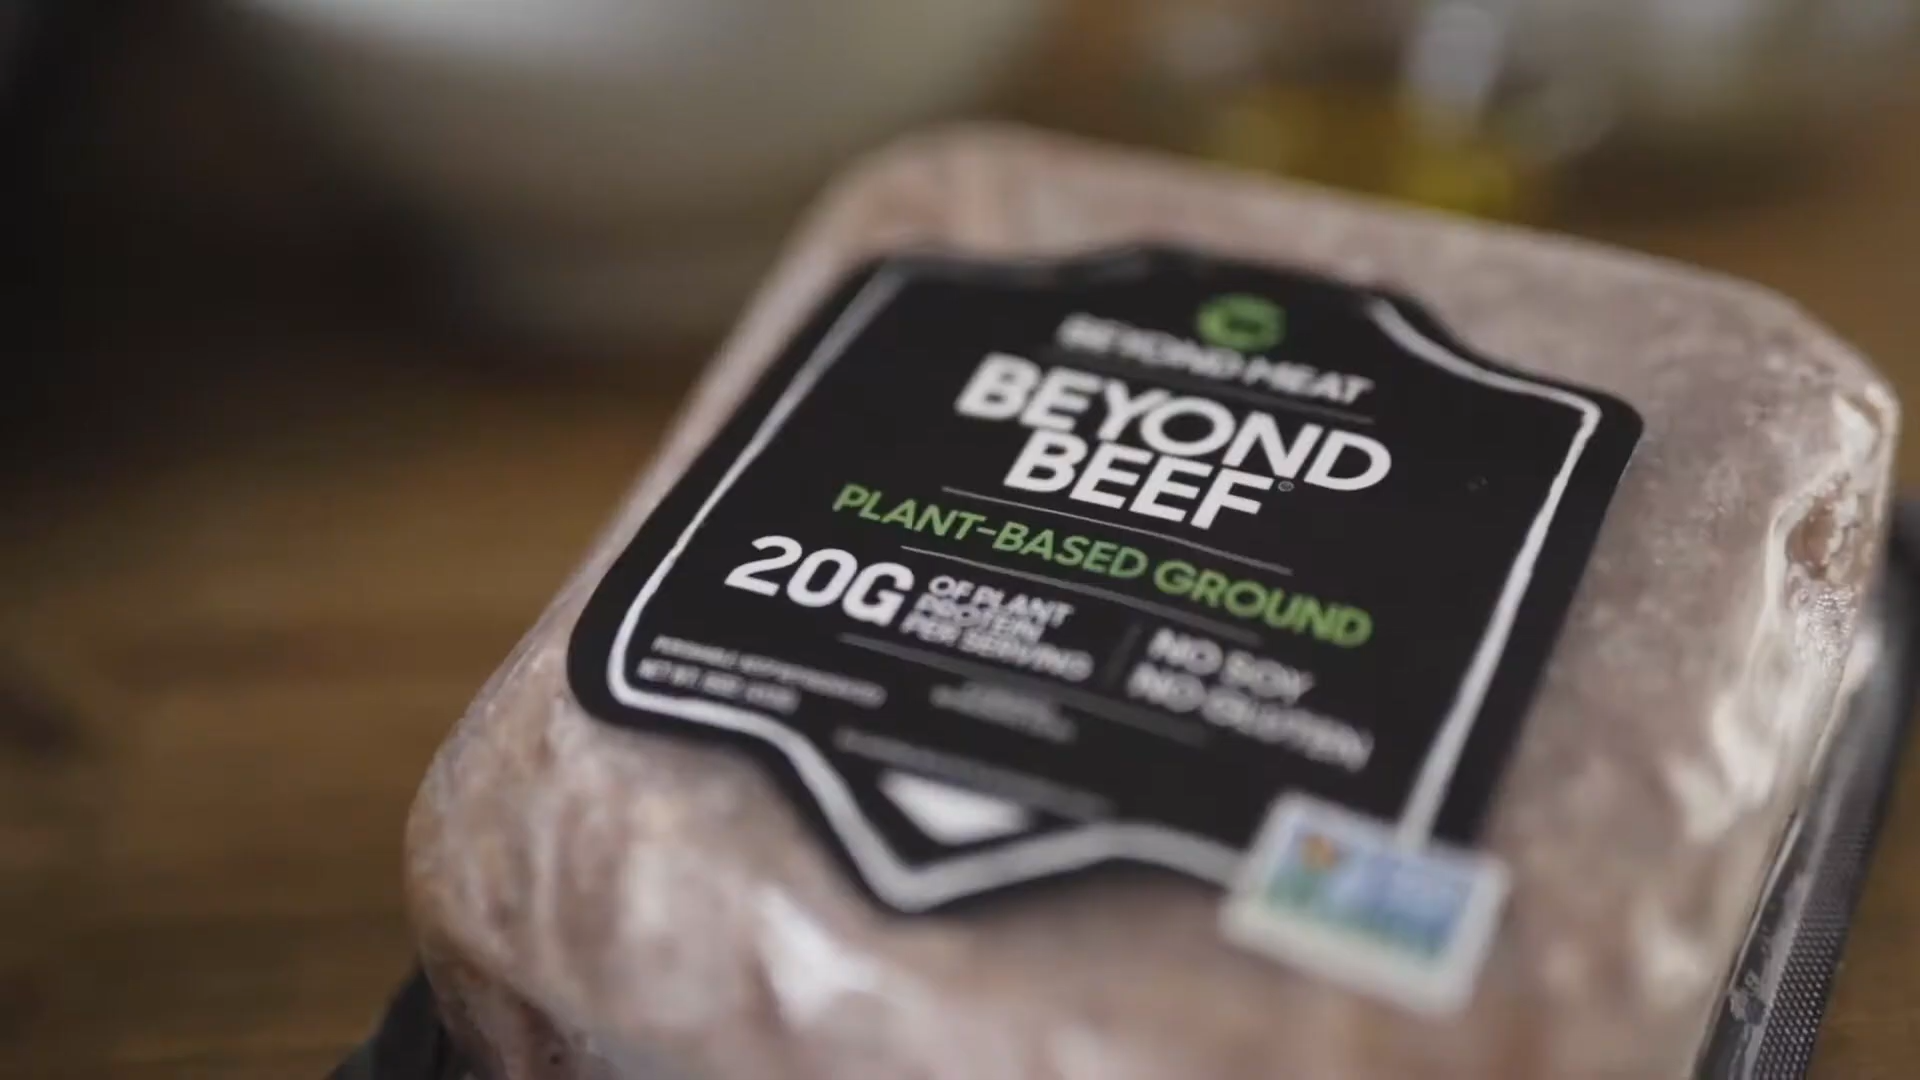 BEYOND MEAT
BEYOND
BEEF®
PLANT-BASED GROUND
20G
OF PLANT
PROTEIN
PER SERVING
NO SOY
NO GLUTEN